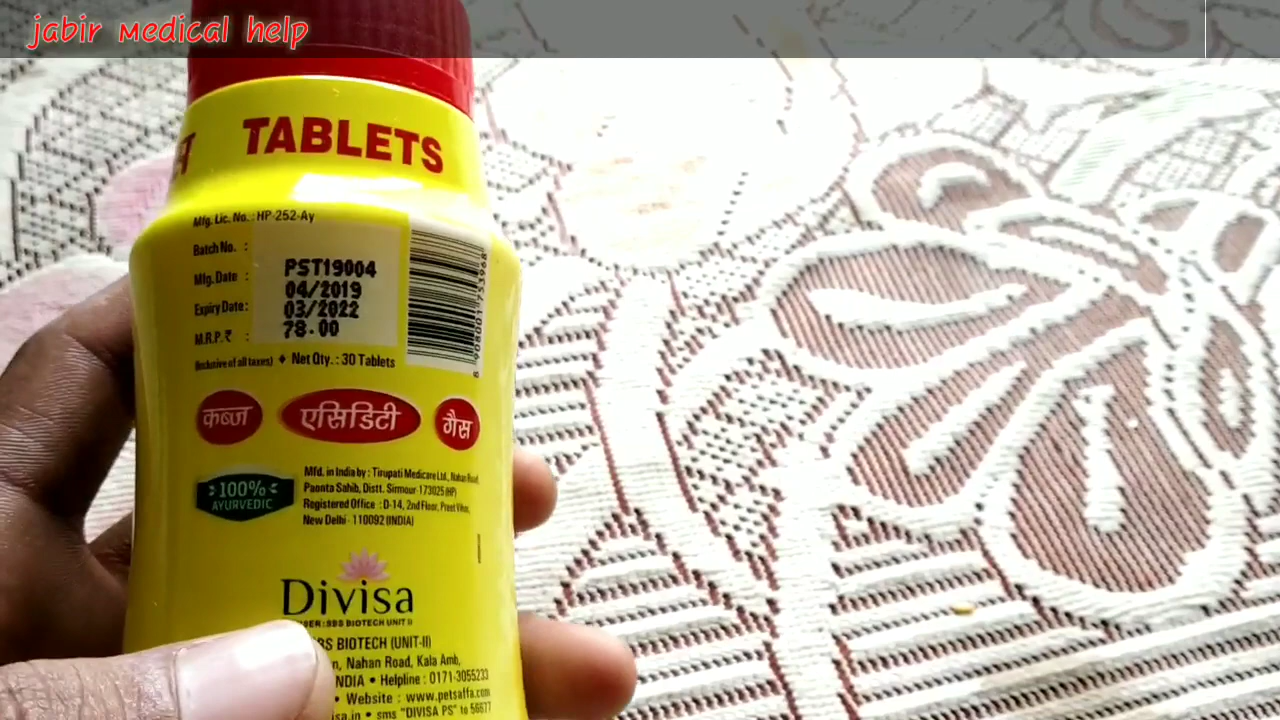 jabir medical help
TABLETS
Mfg. Lic. No. : HP-252-Ay
Batch No. : PST19004
Mfg. Date : 04/2019
Expiry Date : 03/2022
M.R.P.₹ : 78.00
(Inclusive of all taxes) ♦ Net Qty. : 30 Tablets
कब्ज एसिडिटी गैस
100%
AYURVEDIC
Mfd. in India by : Tirupati Medicare Ltd., Nahan Road,
Paonta Sahib, Distt. Sirmour-173025 (HP)
Registered Office : D-14, 2nd Floor, Preet Vihar,
New Delhi - 110092 (INDIA)
Divisa
SBS BIOTECH UNIT II
BIOTECH (UNIT-II)
Nahan Road, Kala Amb,
• Helpline : 0171-3055233
• Website : www.petsaffa.com
• sms "DIVISA PS" to 56677